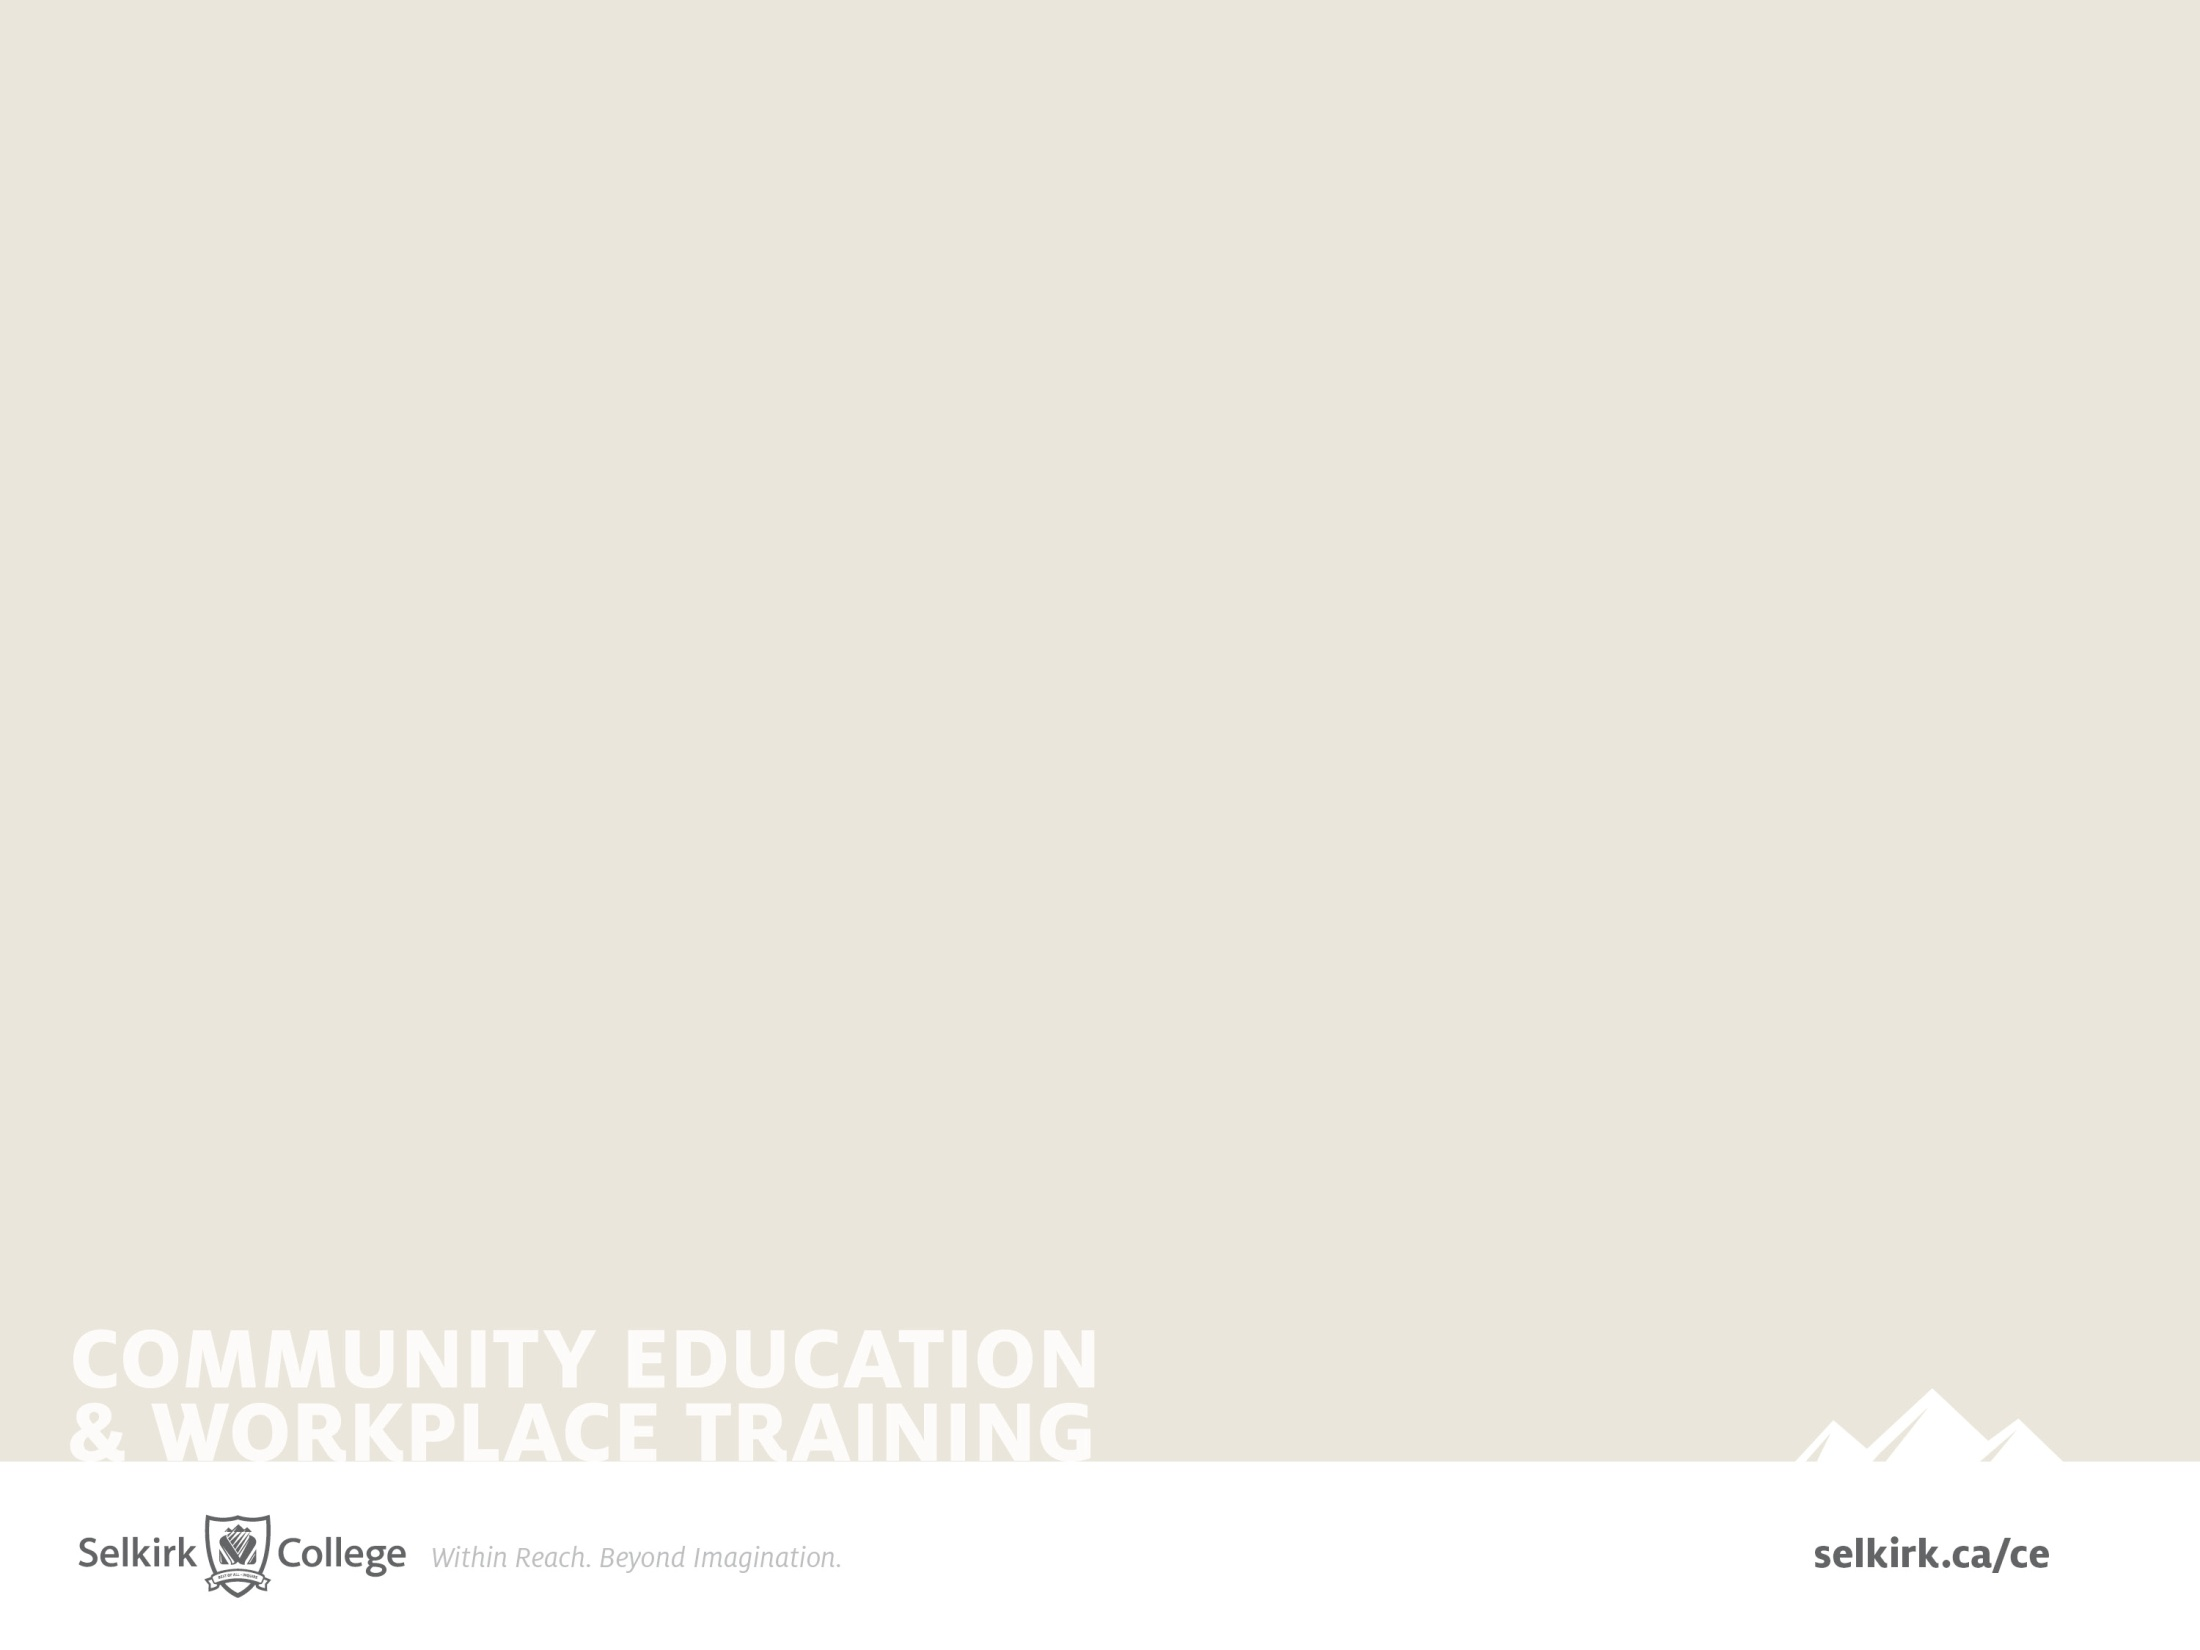 COMMUNITY EDUCATION
& WORKPLACE TRAINING
Selkirk College Within Reach. Beyond Imagination.
selkirk.ca/ce